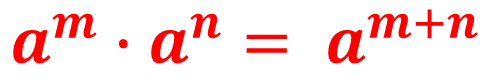 aᵐ · aⁿ = aᵐ⁺ⁿ